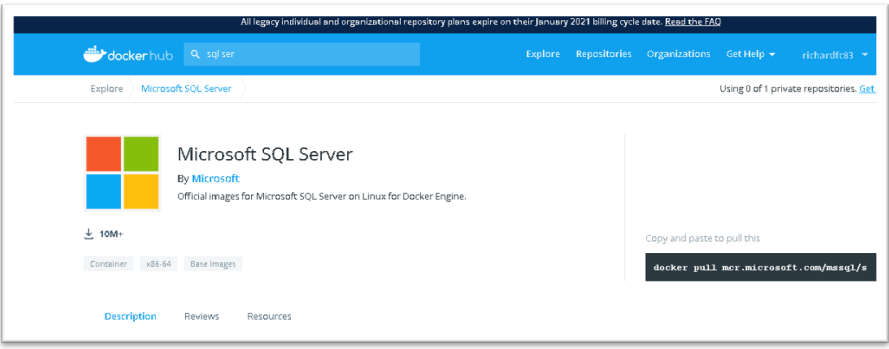 All legacy individual and organizational repository plans expire on their January 2021 billing cycle date. Read the FAQ
dockerhub
sql ser
Explore Repositories Organizations Get Help richardfc83
Explore Microsoft SQL Server
Using 0 of 1 private repositories. Get
Microsoft SQL Server
By Microsoft
Official images for Microsoft SQL Server on Linux for Docker Engine.
10M+
Copy and paste to pull this
Container x86-64 Base Images
docker pull mcr.microsoft.com/mssql/s
Description Reviews Resources